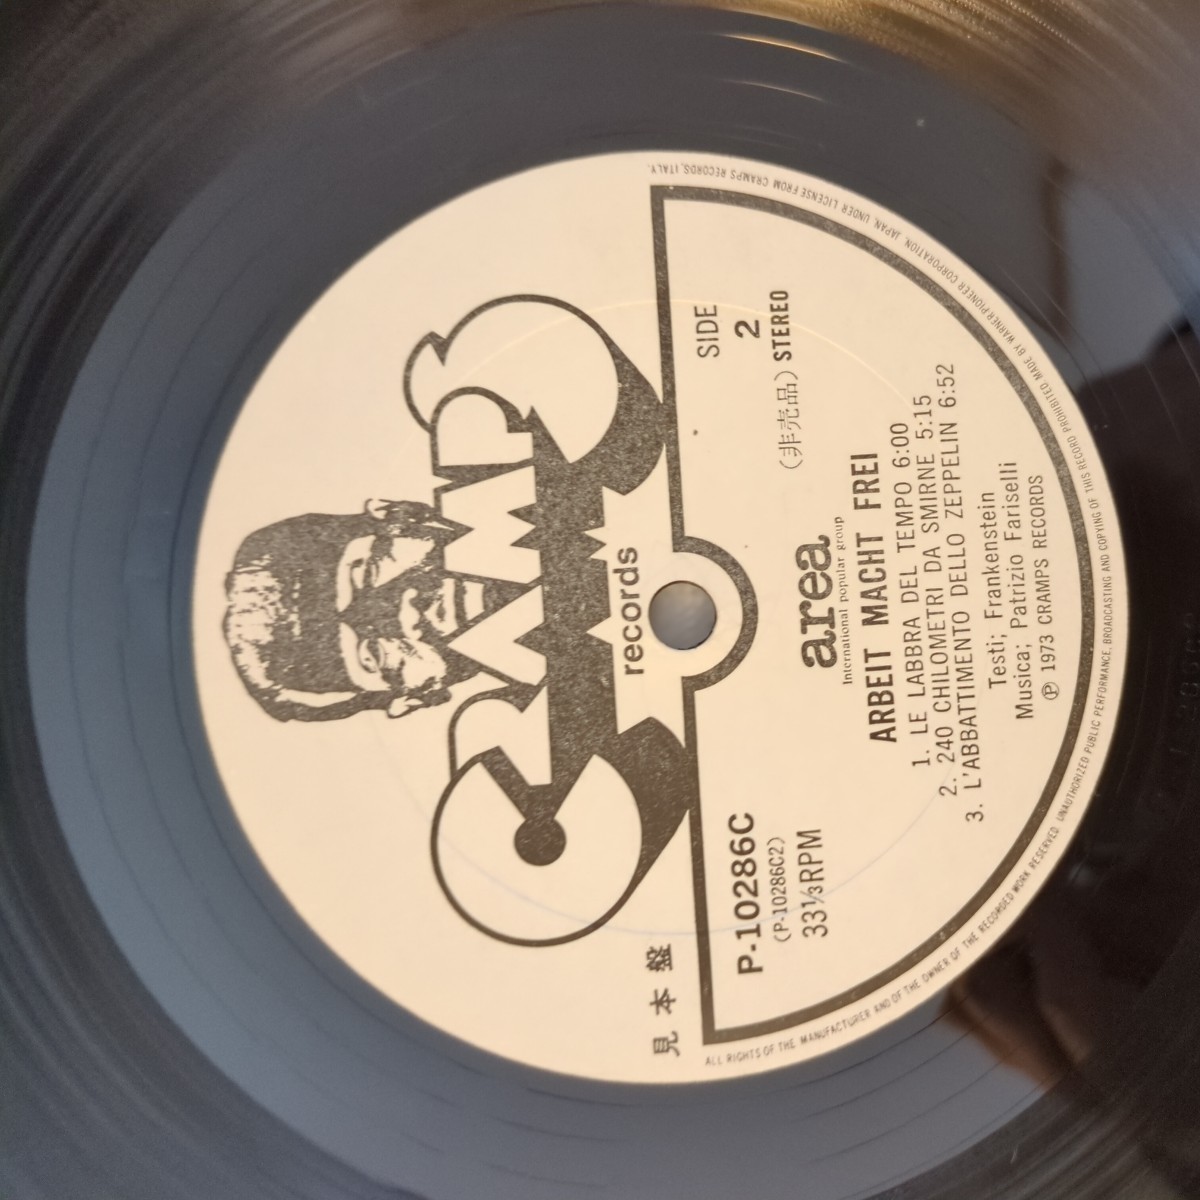 CRAMPS
records
見本盤
P-10286C
(P-10286C2)
33⅓RPM
SIDE
2
(非売品) STEREO
area
International popular group
ARBEIT MACHT FREI
1. LE LABBRA DEL TEMPO 6:00
2. 240 CHILOMETRI DA SMIRNE 5:15
3. L'ABBATTIMENTO DELLO ZEPPELIN 6:52
Testi; Frankenstein
Musica; Patrizio Fariselli
Ⓟ 1973 CRAMPS RECORDS
ALL RIGHTS OF THE MANUFACTURER AND OF THE OWNER OF THE RECORDED WORK RESERVED. UNAUTHORIZED PUBLIC PERFORMANCE, BROADCASTING AND COPYING OF THIS RECORD PROHIBITED. MADE BY WARNER-PIONEER CORPORATION, JAPAN, UNDER LICENSE FROM CRAMPS RECORDS, ITALY.